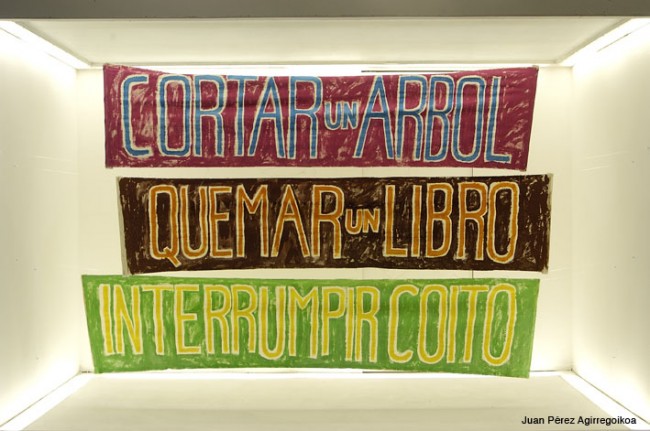 CORTAR UN ARBOL
QUEMAR UN LIBRO
INTERRUMPIR COITO
Juan Pérez Agirregoikoa